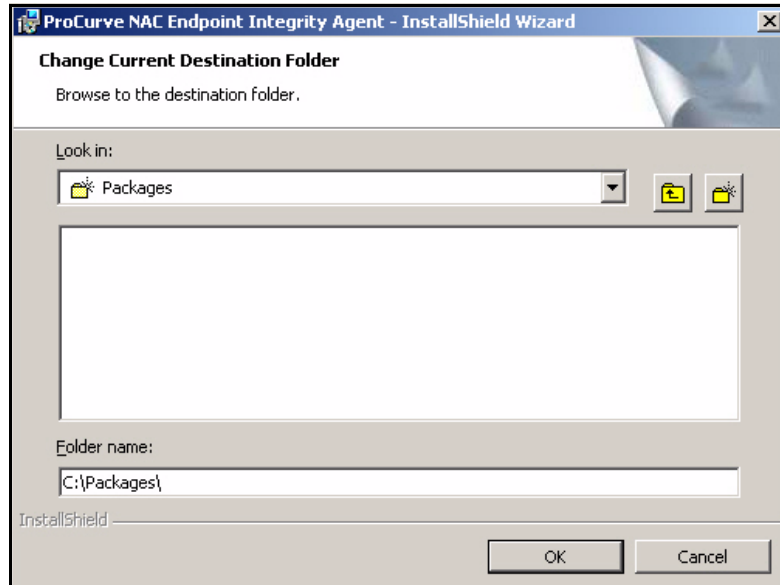 ProCurve NAC Endpoint Integrity Agent - InstallShield Wizard
Change Current Destination Folder
Browse to the destination folder.
Look in:
Packages
Folder name:
C:\Packages\
InstallShield
OK Cancel